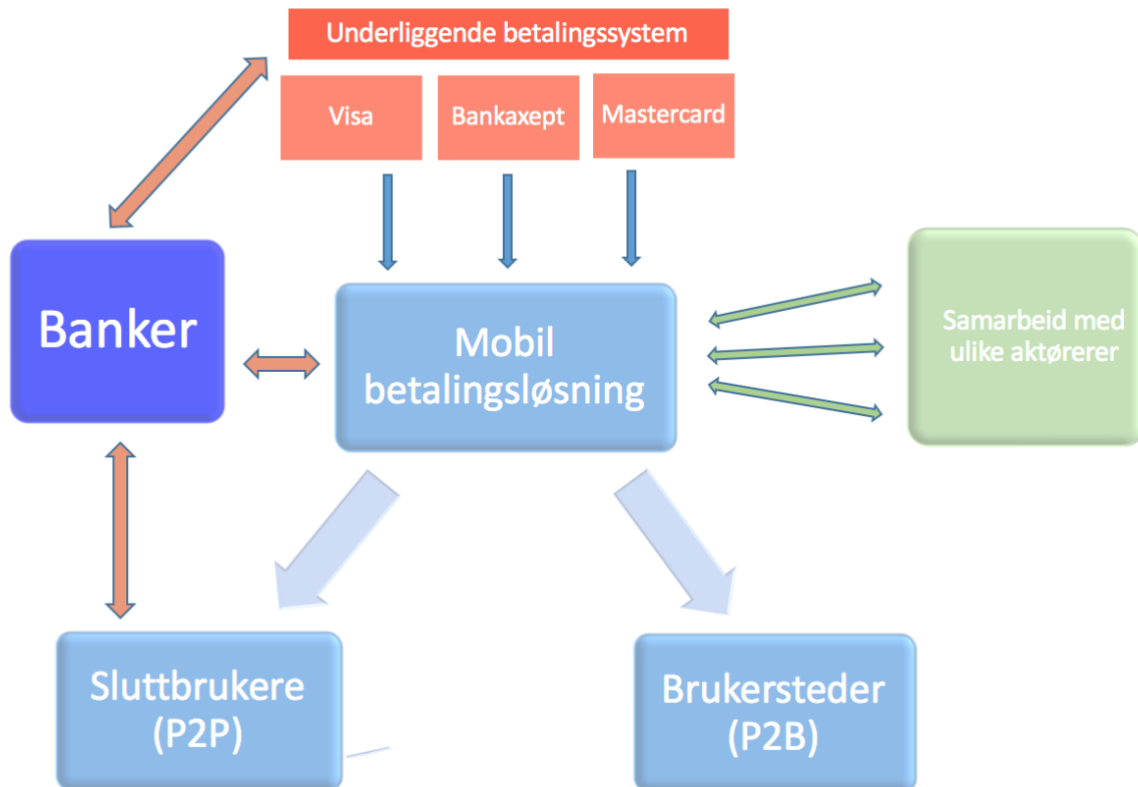 Underliggende betalingssystem
Visa
Bankaxept
Mastercard
Banker
Mobil
betalingsløsning
Samarbeid med
ulike aktørerer
Sluttbrukere
(P2P)
Brukersteder
(P2B)